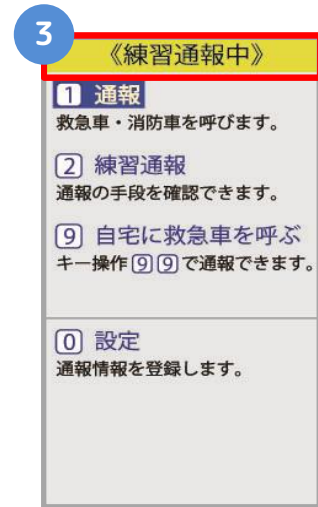 3
《練習通報中》
1 通報
救急車・消防車を呼びます。
2 練習通報
通報の手段を確認できます。
9 自宅に救急車を呼ぶ
キー操作99で通報できます。
0 設定
通報情報を登録します。